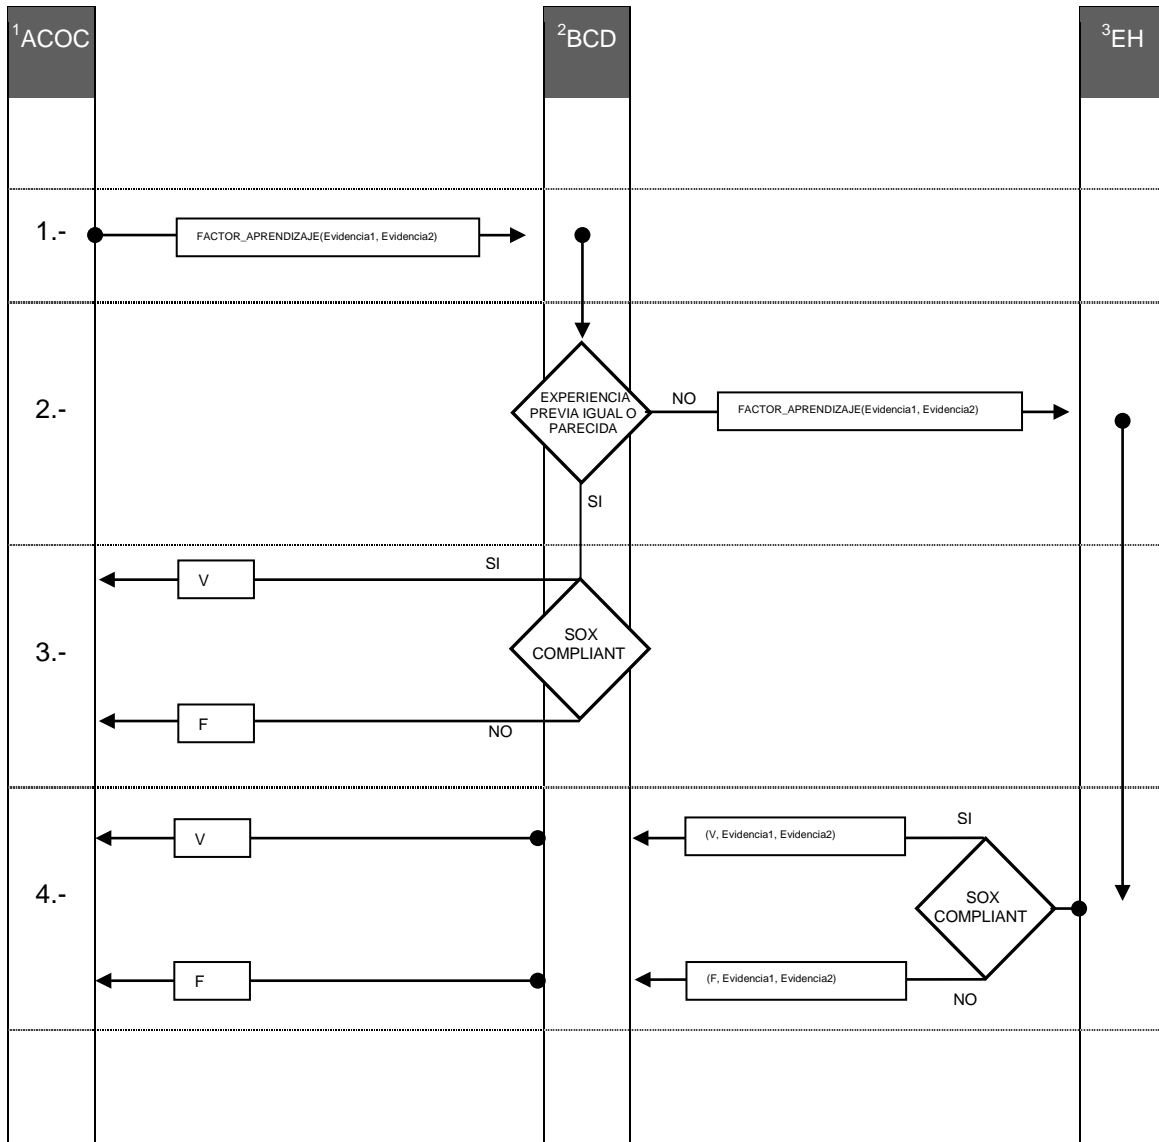 ¹ACOC
²BCD
³EH
1.-
FACTOR_APRENDIZAJE(Evidencia1, Evidencia2)
2.-
EXPERIENCIA
PREVIA IGUAL O
PARECIDA
NO
FACTOR_APRENDIZAJE(Evidencia1, Evidencia2)
SI
SI
V
3.-
SOX
COMPLIANT
F
NO
V
(V, Evidencia1, Evidencia2)
SI
4.-
SOX
COMPLIANT
F
(F, Evidencia1, Evidencia2)
NO